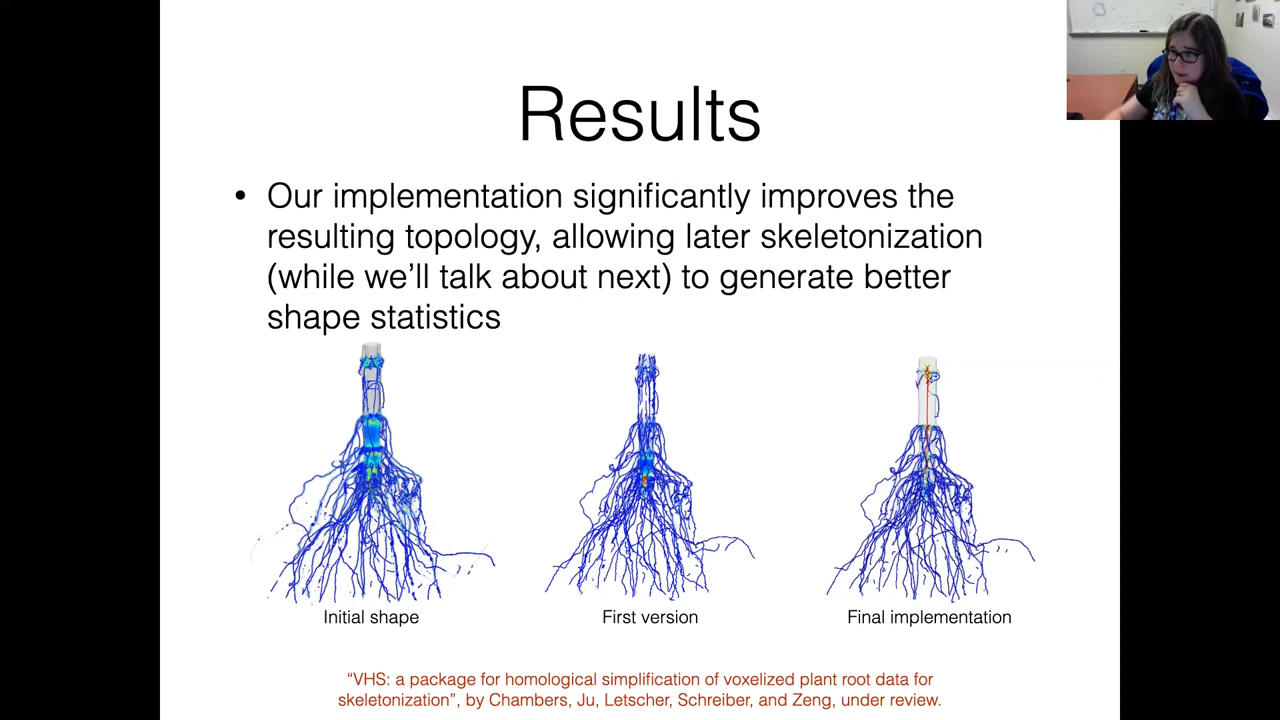 Results
• Our implementation significantly improves the
resulting topology, allowing later skeletonization
(while we’ll talk about next) to generate better
shape statistics
Initial shape
First version
Final implementation
“VHS: a package for homological simplification of voxelized plant root data for
skeletonization”, by Chambers, Ju, Letscher, Schreiber, and Zeng, under review.